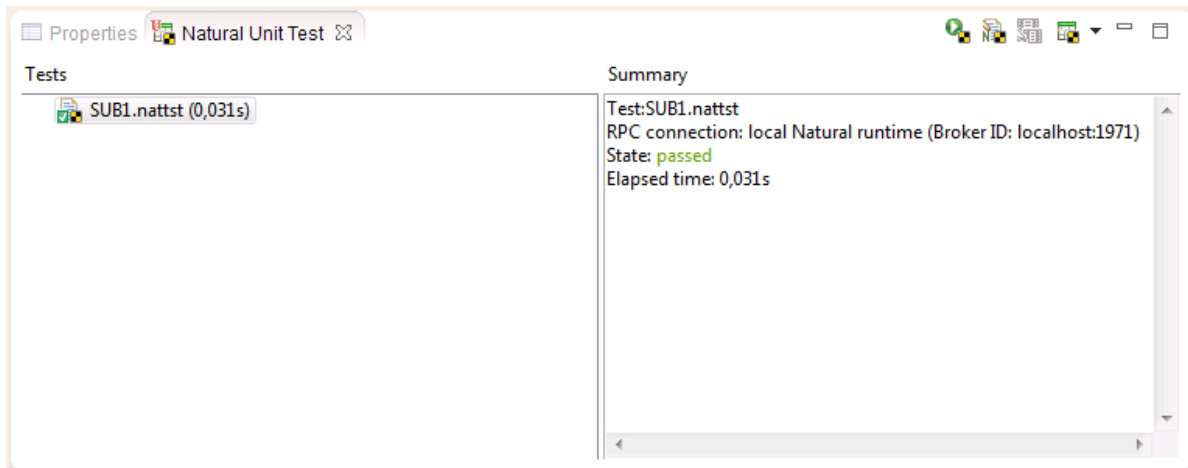 Properties Natural Unit Test
Tests
SUB1.nattst (0,031s)
Summary
Test:SUB1.nattst
RPC connection: local Natural runtime (Broker ID: localhost:1971)
State: passed
Elapsed time: 0,031s